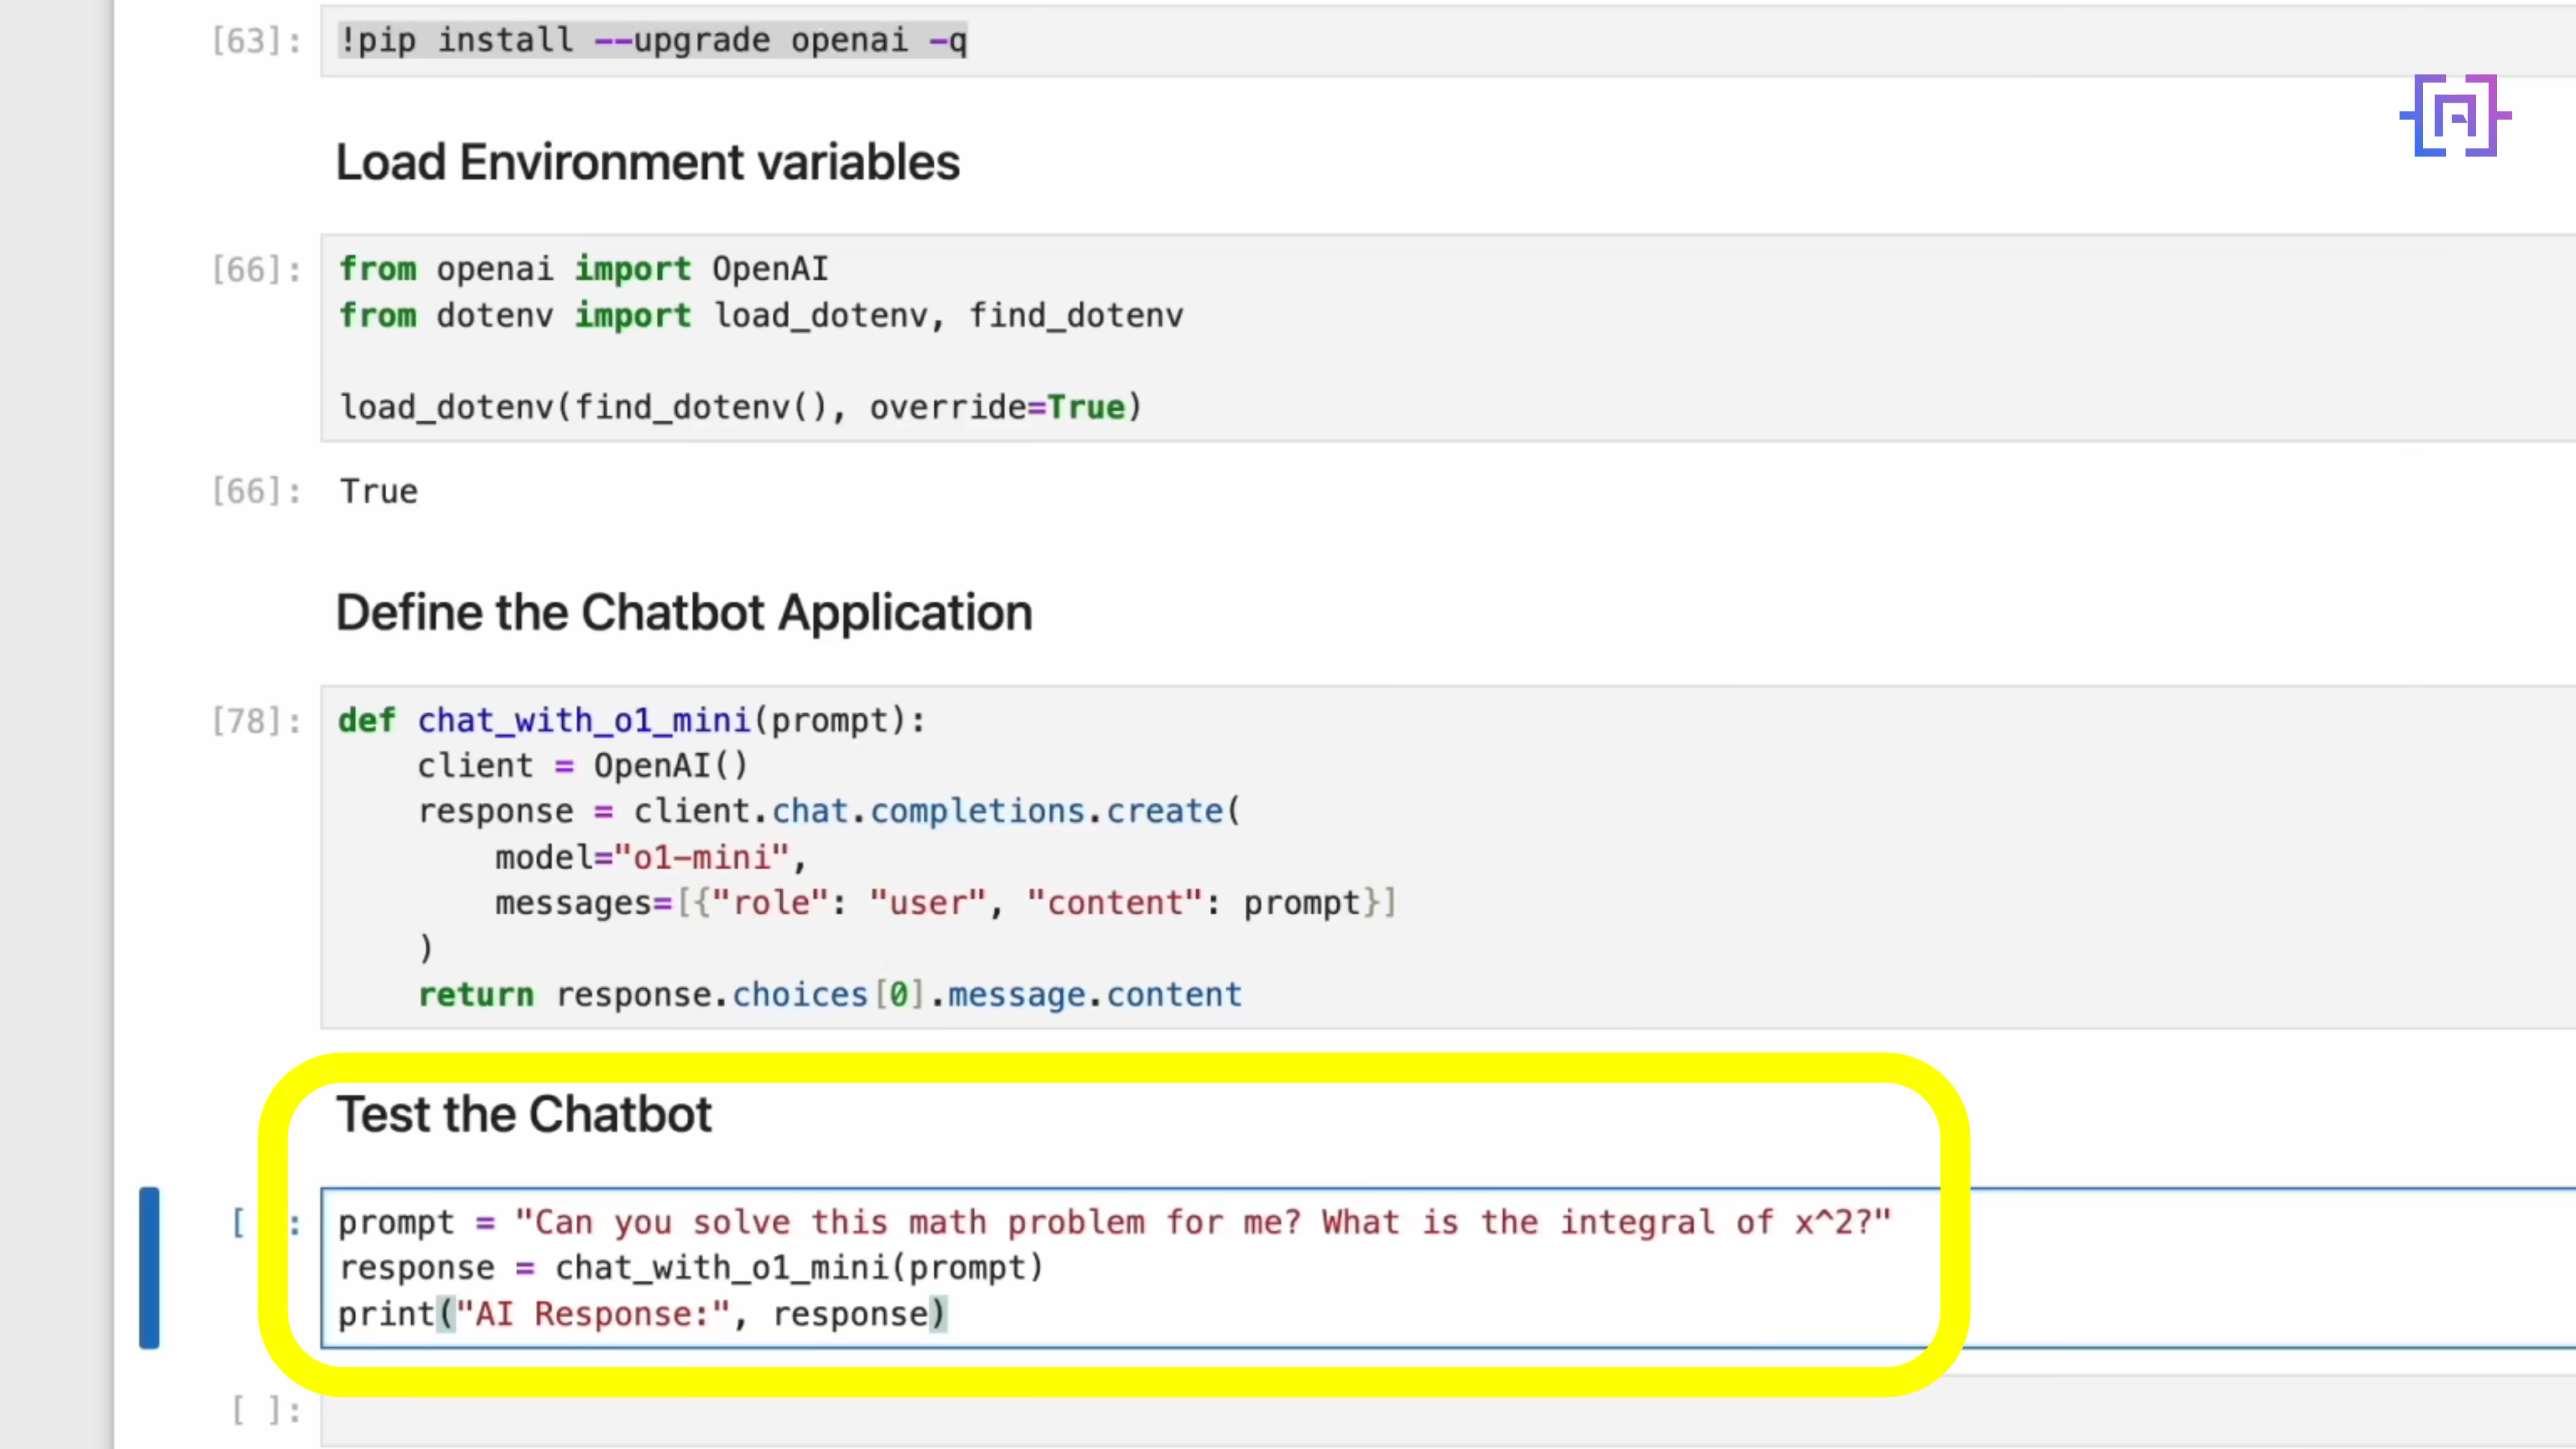 [63]: !pip install --upgrade openai -q
Load Environment variables
[66]: from openai import OpenAI
from dotenv import load_dotenv, find_dotenv
load_dotenv(find_dotenv(), override=True)
[66]: True
Define the Chatbot Application
[78]: def chat_with_o1_mini(prompt):
    client = OpenAI()
    response = client.chat.completions.create(
        model="o1-mini",
        messages=[{"role": "user", "content": prompt}]
    )
    return response.choices[0].message.content
Test the Chatbot
[ ]: prompt = "Can you solve this math problem for me? What is the integral of x^2?"
response = chat_with_o1_mini(prompt)
print("AI Response:", response)
[ ]: